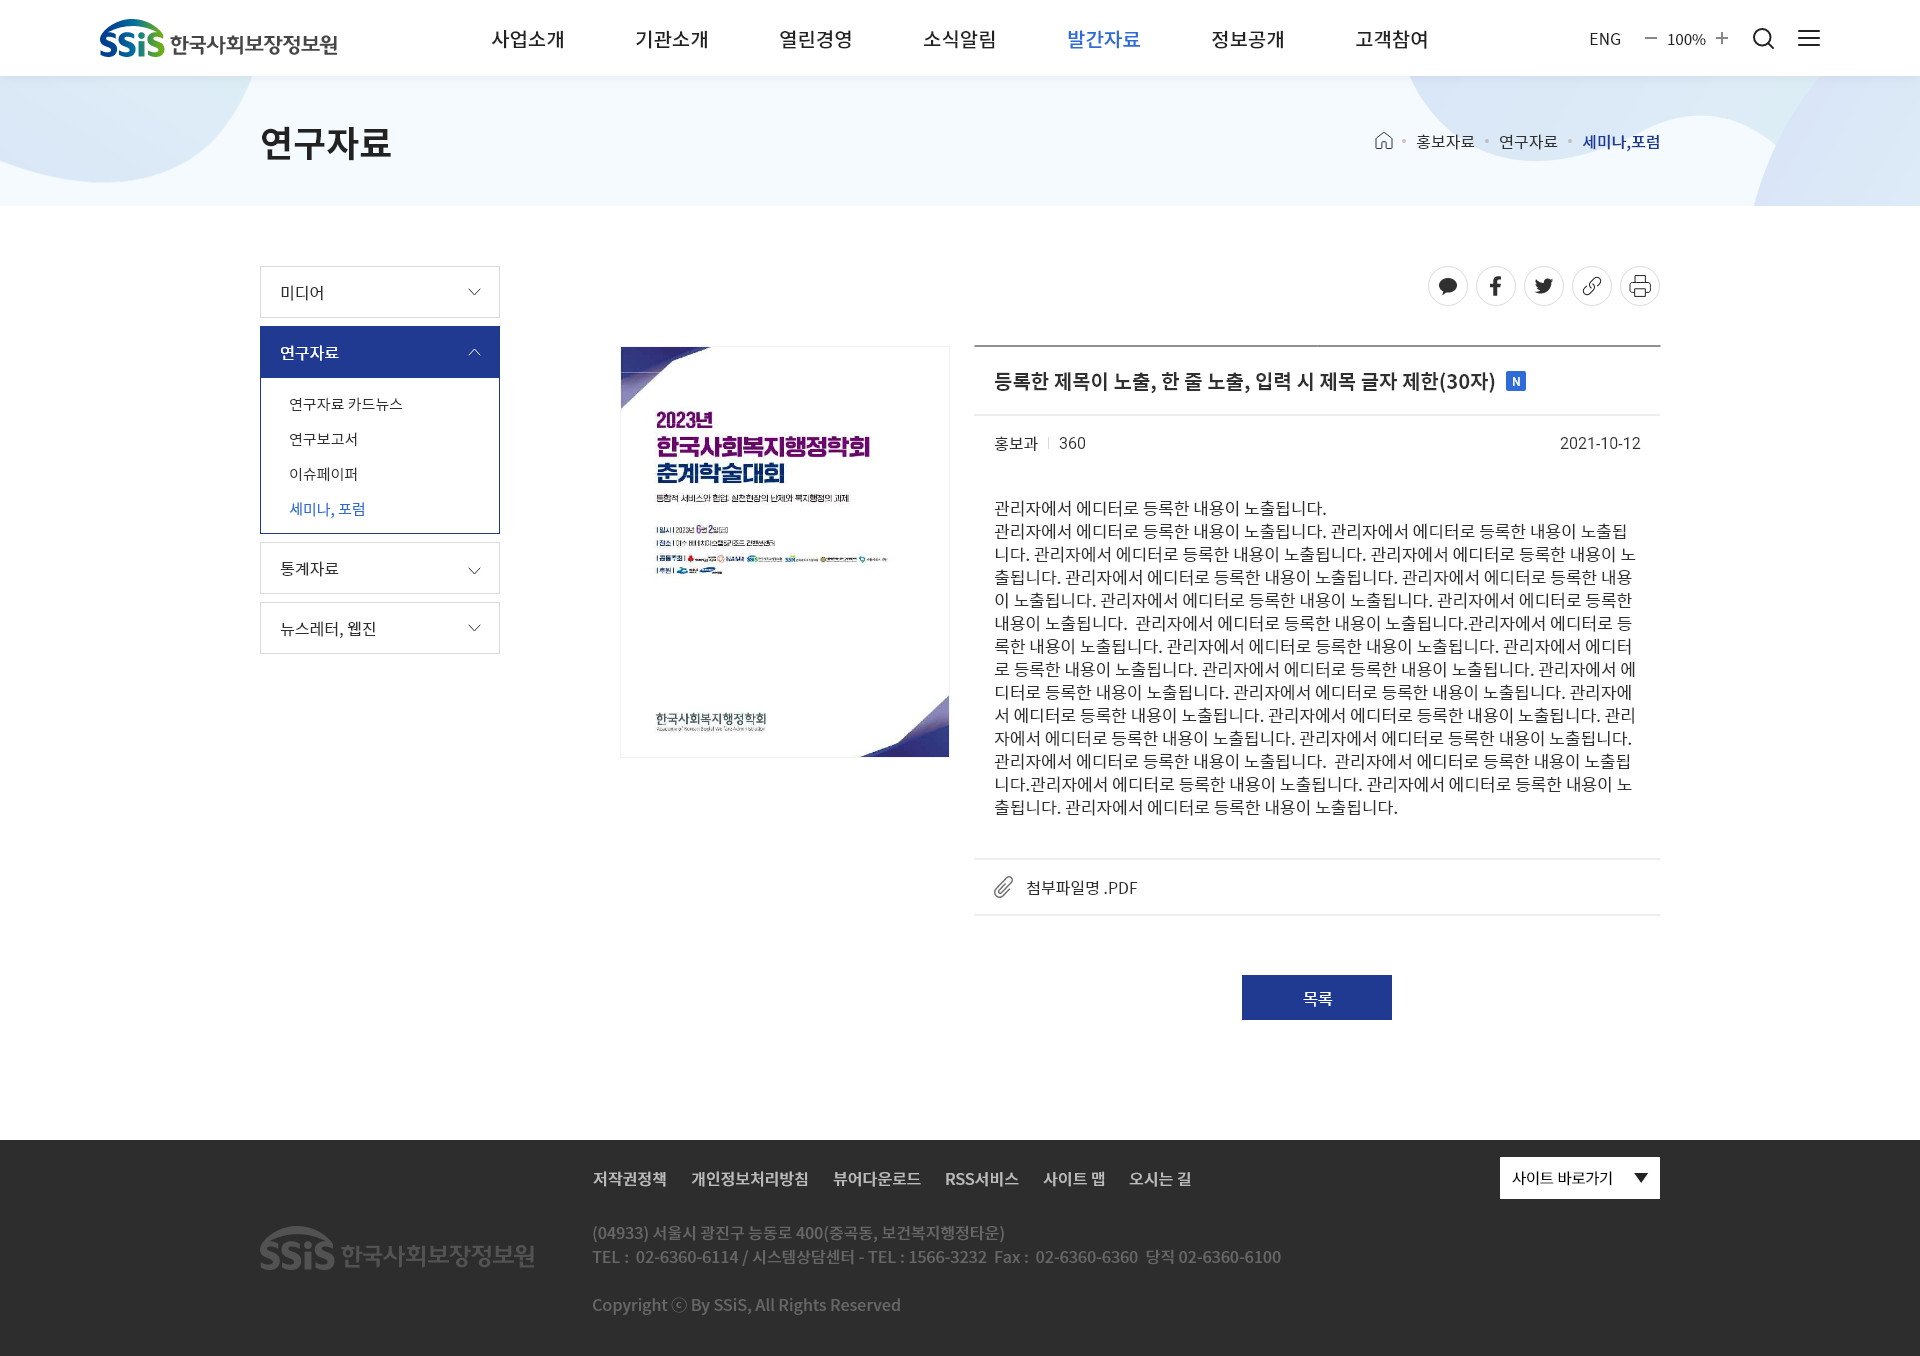 SSiS 한국사회보장정보원
사업소개
기관소개
열린경영
소식알림
발간자료
정보공개
고객참여
ENG
100%
연구자료
홍보자료
연구자료
세미나,포럼
미디어
연구자료
연구자료 카드뉴스
연구보고서
이슈페이퍼
세미나, 포럼
통계자료
뉴스레터, 웹진
2023년
한국사회복지행정학회
춘계학술대회
통합적 서비스와 협업: 실천현장의 난제와 복지행정의 과제
한국사회복지행정학회
Academy of Korean Social Welfare Administration
등록한 제목이 노출, 한 줄 노출, 입력 시 제목 글자 제한(30자) N
홍보과 360
2021-10-12
관리자에서 에디터로 등록한 내용이 노출됩니다.
관리자에서 에디터로 등록한 내용이 노출됩니다. 관리자에서 에디터로 등록한 내용이 노출됩
니다. 관리자에서 에디터로 등록한 내용이 노출됩니다. 관리자에서 에디터로 등록한 내용이 노
출됩니다. 관리자에서 에디터로 등록한 내용이 노출됩니다. 관리자에서 에디터로 등록한 내용
이 노출됩니다. 관리자에서 에디터로 등록한 내용이 노출됩니다. 관리자에서 에디터로 등록한
내용이 노출됩니다.  관리자에서 에디터로 등록한 내용이 노출됩니다.관리자에서 에디터로 등
록한 내용이 노출됩니다. 관리자에서 에디터로 등록한 내용이 노출됩니다. 관리자에서 에디터
로 등록한 내용이 노출됩니다. 관리자에서 에디터로 등록한 내용이 노출됩니다. 관리자에서 에
디터로 등록한 내용이 노출됩니다. 관리자에서 에디터로 등록한 내용이 노출됩니다. 관리자에
서 에디터로 등록한 내용이 노출됩니다. 관리자에서 에디터로 등록한 내용이 노출됩니다. 관리
자에서 에디터로 등록한 내용이 노출됩니다. 관리자에서 에디터로 등록한 내용이 노출됩니다.
관리자에서 에디터로 등록한 내용이 노출됩니다.  관리자에서 에디터로 등록한 내용이 노출됩
니다.관리자에서 에디터로 등록한 내용이 노출됩니다. 관리자에서 에디터로 등록한 내용이 노
출됩니다. 관리자에서 에디터로 등록한 내용이 노출됩니다.
첨부파일명 .PDF
목록
저작권정책
개인정보처리방침
뷰어다운로드
RSS서비스
사이트 맵
오시는 길
사이트 바로가기
SSiS 한국사회보장정보원
(04933) 서울시 광진구 능동로 400(중곡동, 보건복지행정타운)
TEL :  02-6360-6114 / 시스템상담센터 - TEL : 1566-3232  Fax :  02-6360-6360  당직 02-6360-6100
Copyright ⓒ By SSiS, All Rights Reserved